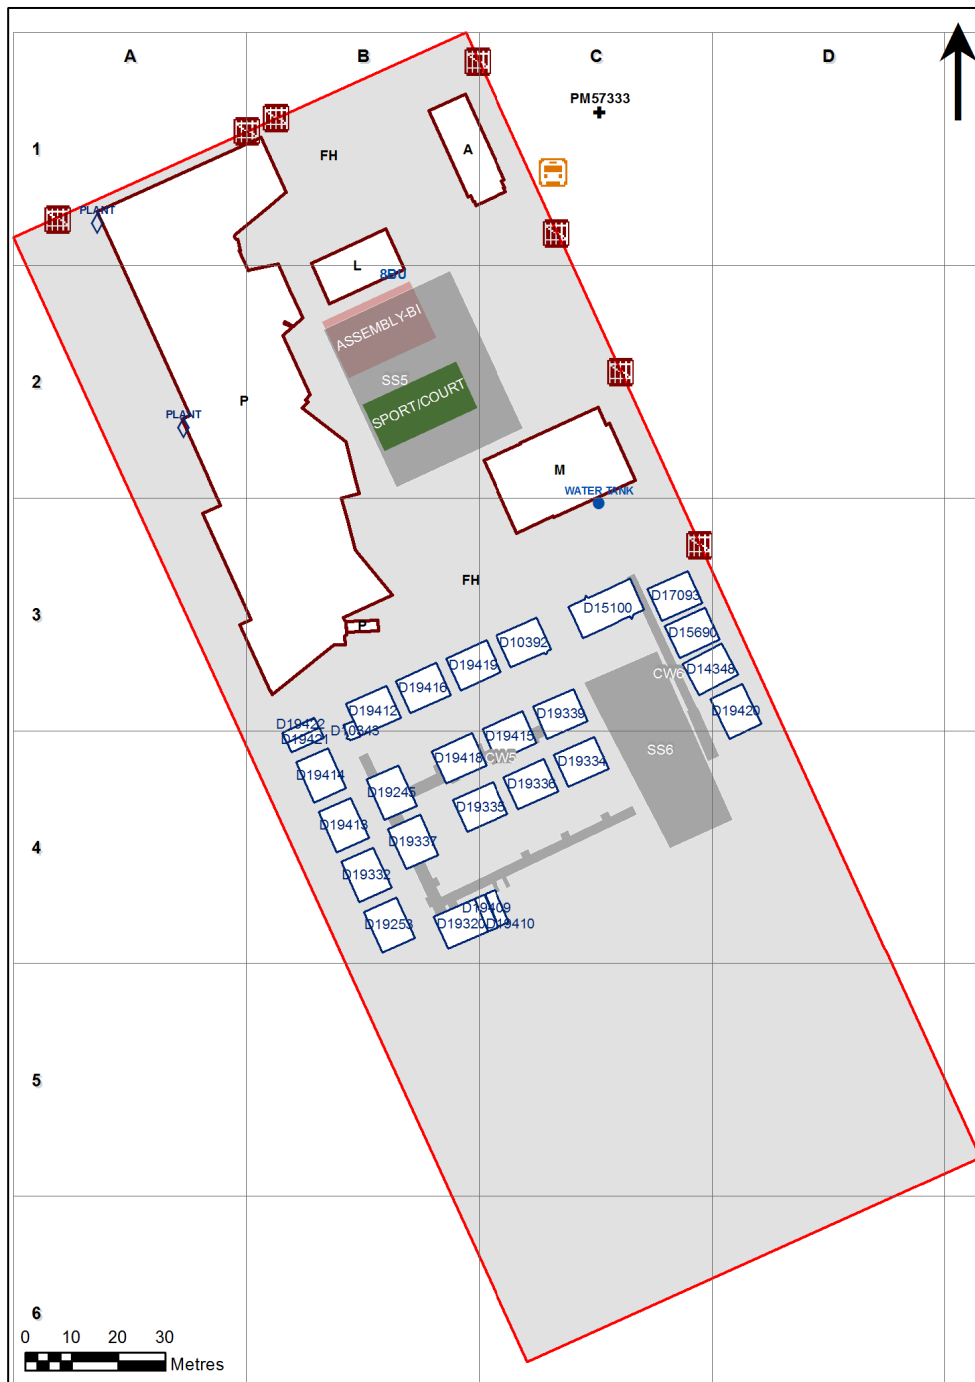 A
B
C
D
PM57333
1
FH
A
PLANT
L
8BU
ASSEMBLY-BI
2
SS5
SPORT/COURT
P
PLANT
M
WATER TANK
FH
3
D15100
D17093
P
D15690
D10392
D19419
CW6
D14348
D19416
D19412
D19339
D19420
D19422
D10343
D19415
D19421
SS6
CW5
D19418
D19334
D19414
D19336
D19245
D19335
D19413
D19337
4
D19332
D19409
D19253
D19320
D19410
5
6
0 10 20 30
Metres